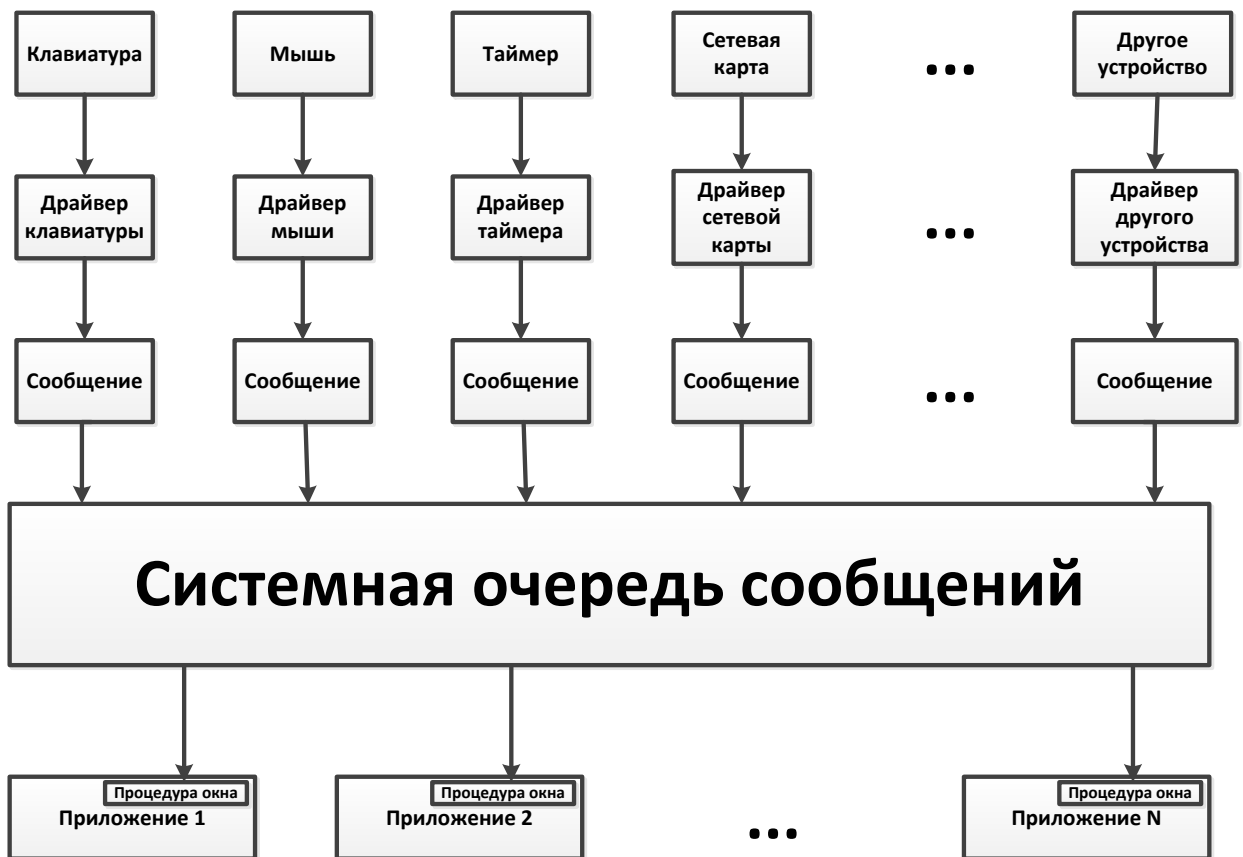 Клавиатура
Мышь
Таймер
Сетевая
карта
...
Другое
устройство
Драйвер
клавиатуры
Драйвер
мыши
Драйвер
таймера
Драйвер
сетевой
карты
...
Драйвер
другого
устройства
Сообщение
Сообщение
Сообщение
Сообщение
...
Сообщение
Системная очередь сообщений
Процедура окна
Приложение 1
Процедура окна
Приложение 2
...
Процедура окна
Приложение N